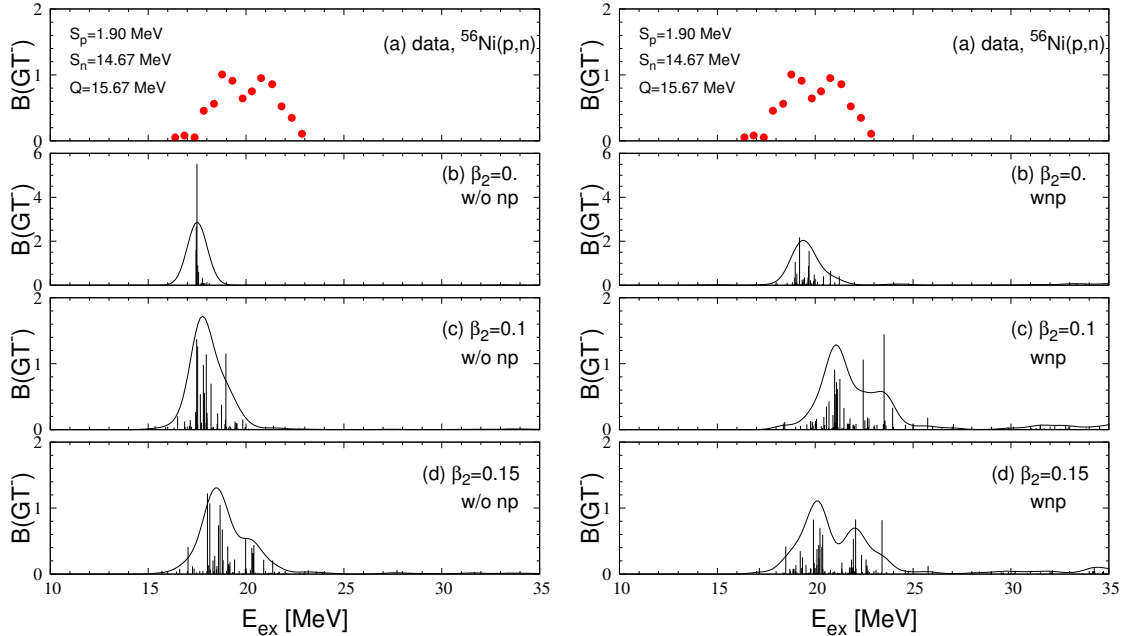 S_p=1.90 MeV
S_n=14.67 MeV
Q=15.67 MeV
(a) data, ⁵⁶Ni(p,n)
B(GT⁻)
2
1
0
(b) β₂=0.
w/o np
B(GT⁻)
6
4
2
0
(c) β₂=0.1
w/o np
B(GT⁻)
2
1
0
(d) β₂=0.15
w/o np
B(GT⁻)
2
1
0
10 15 20 25 30 35
E_ex [MeV]
S_p=1.90 MeV
S_n=14.67 MeV
Q=15.67 MeV
(a) data, ⁵⁶Ni(p,n)
B(GT⁻)
2
1
0
(b) β₂=0.
wnp
B(GT⁻)
6
4
2
0
(c) β₂=0.1
wnp
B(GT⁻)
2
1
0
(d) β₂=0.15
wnp
B(GT⁻)
2
1
0
10 15 20 25 30 35
E_ex [MeV]